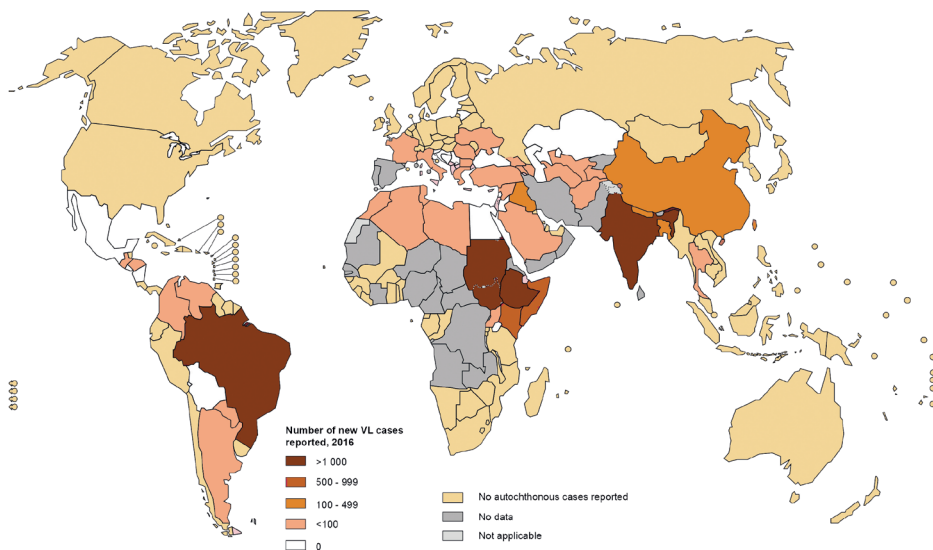 Number of new VL cases
reported, 2016
>1 000
500 - 999
100 - 499
<100
0
No autochthonous cases reported
No data
Not applicable